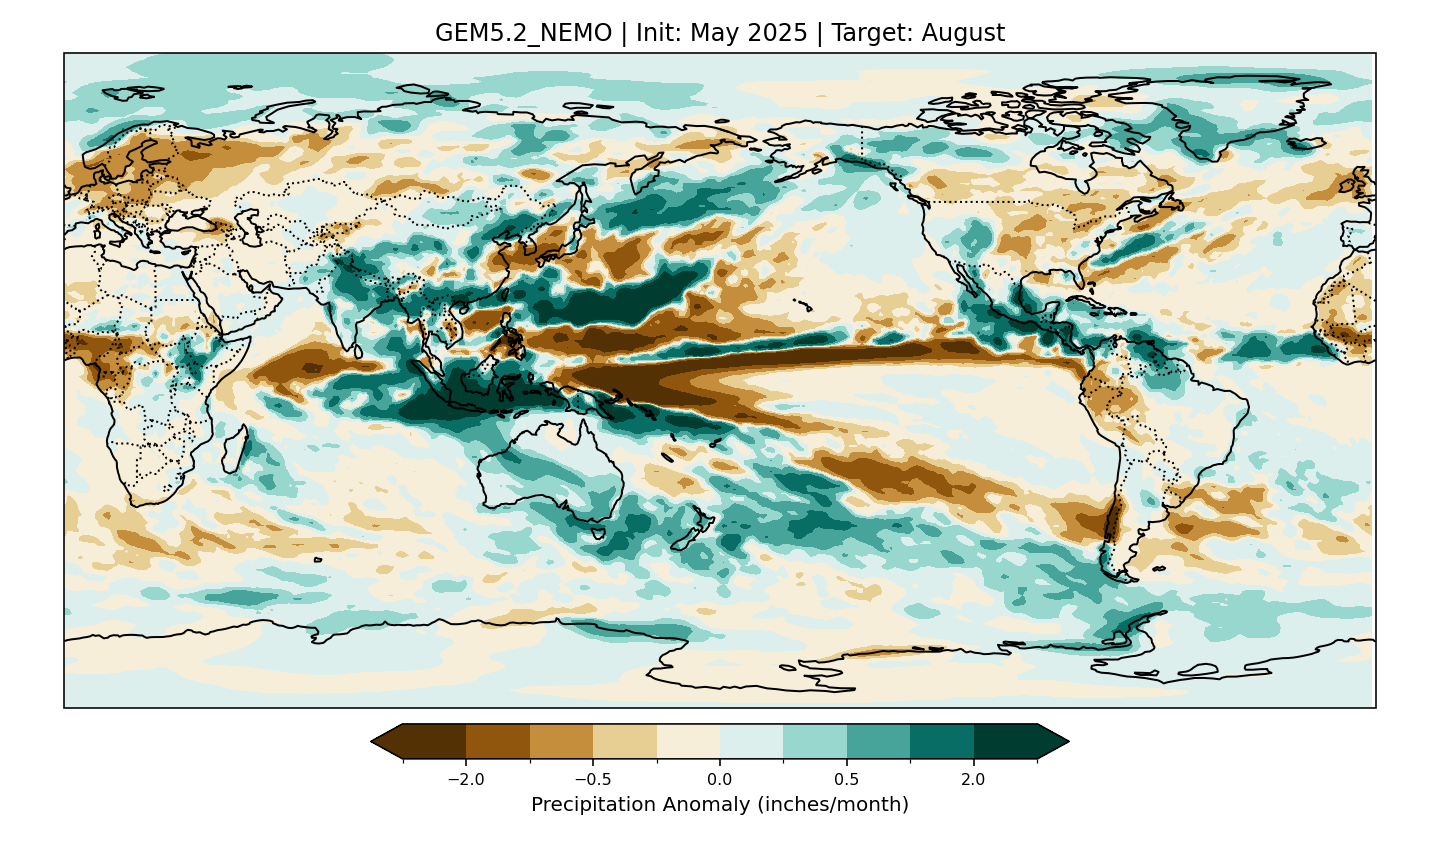 GEM5.2_NEMO | Init: May 2025 | Target: August
−2.0 −0.5 0.0 0.5 2.0
Precipitation Anomaly (inches/month)